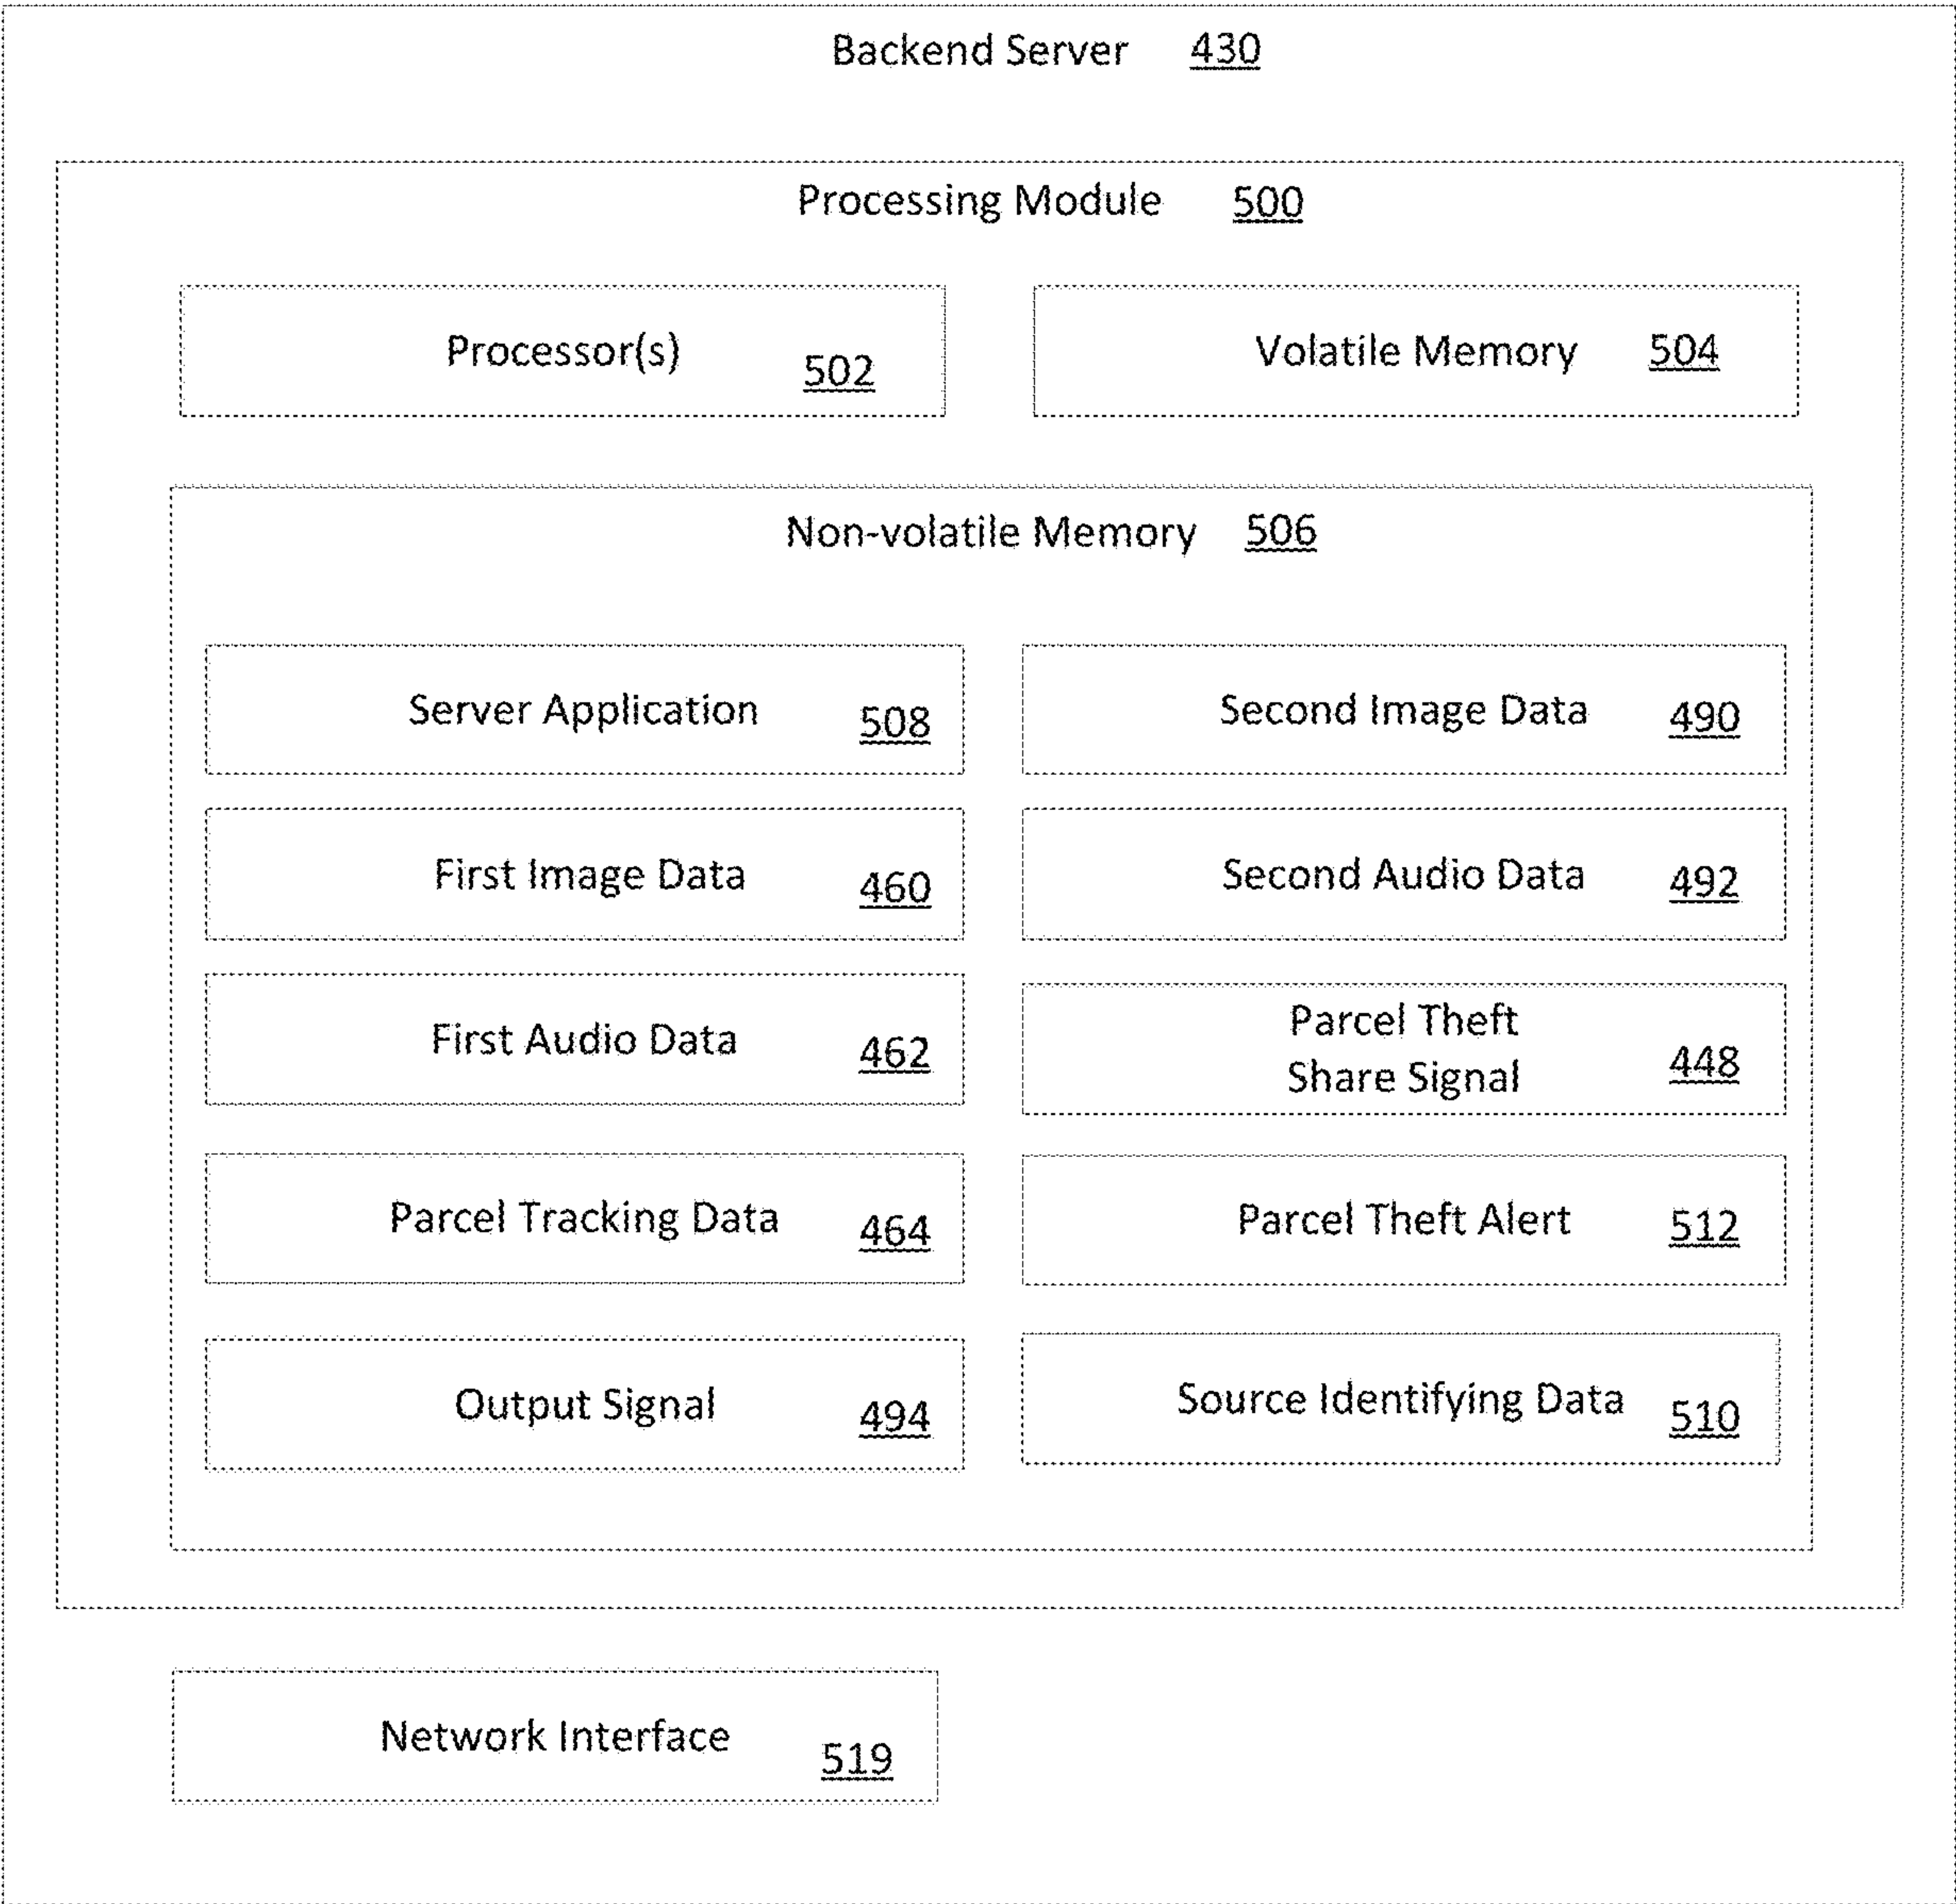 Backend Server 430
Processing Module 500
Processor(s) 502
Volatile Memory 504
Non-volatile Memory 506
Server Application 508
Second Image Data 490
First Image Data 460
Second Audio Data 492
First Audio Data 462
Parcel Theft
Share Signal 448
Parcel Tracking Data 464
Parcel Theft Alert 512
Output Signal 494
Source Identifying Data 510
Network Interface 519